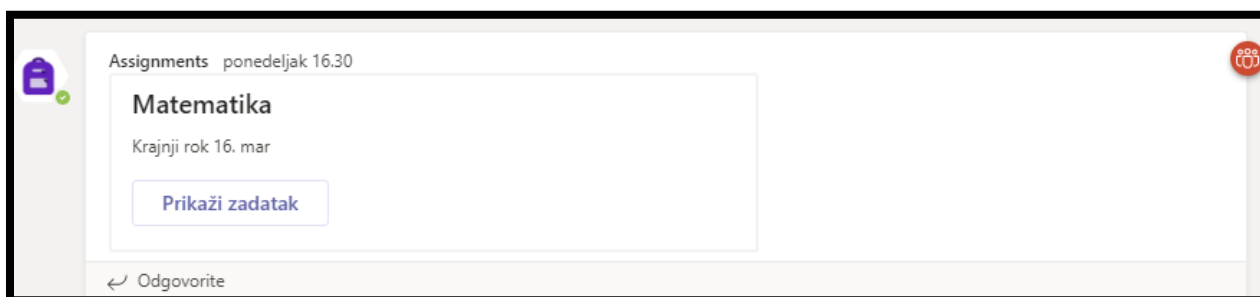 Assignments ponedeljak 16.30
Matematika
Krajnji rok 16. mar
Prikaži zadatak
Odgovorite